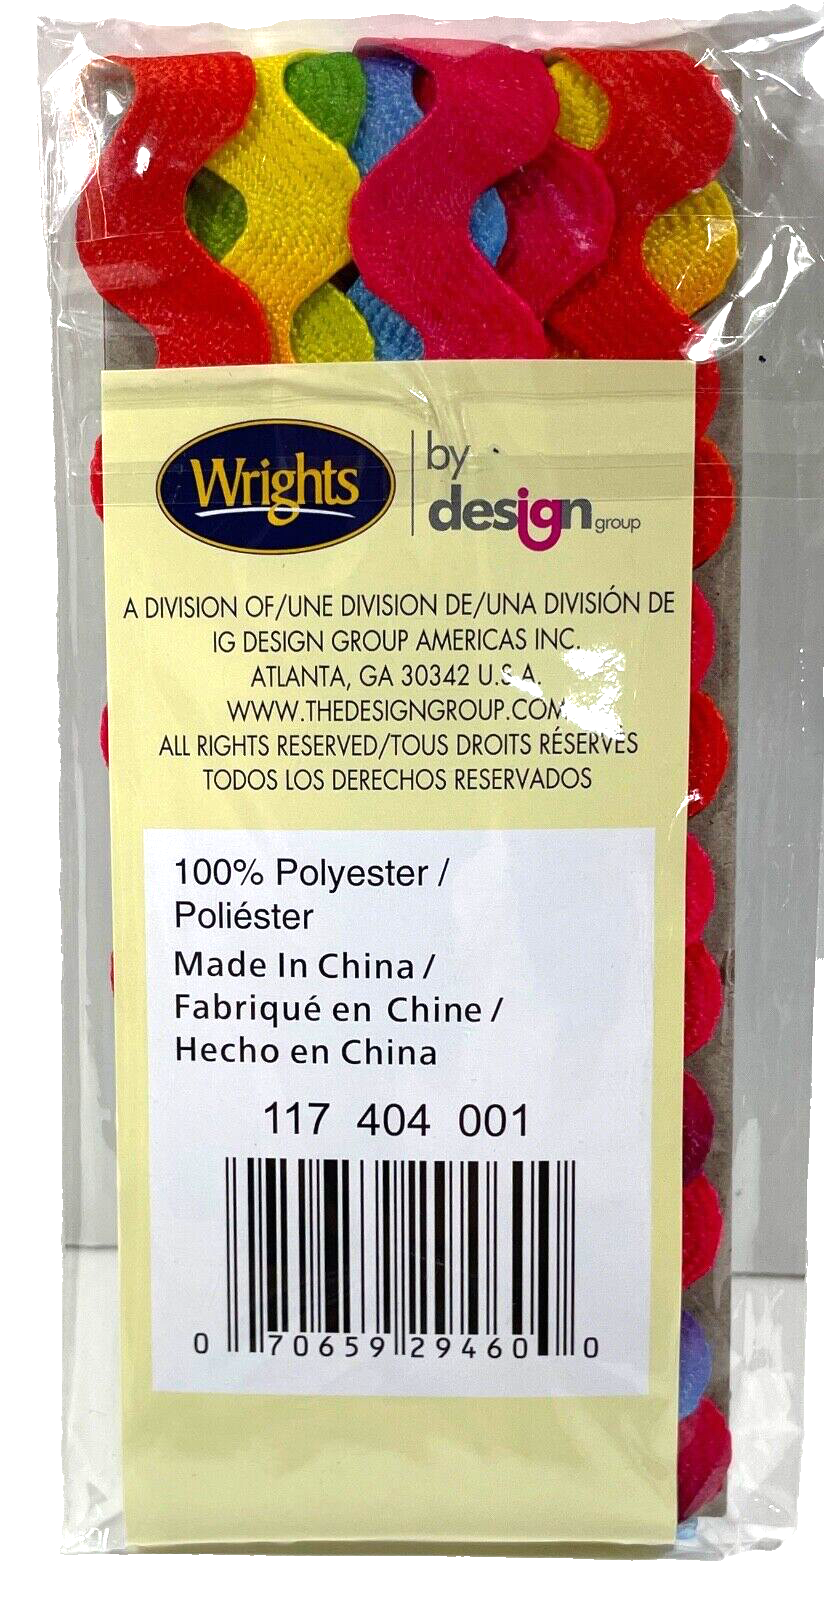 Wrights
by
design group
A DIVISION OF/UNE DIVISION DE/UNA DIVISIÓN DE
IG DESIGN GROUP AMERICAS INC.
ATLANTA, GA 30342 U.S.A.
WWW.THEDESIGNGROUP.COM
ALL RIGHTS RESERVED/TOUS DROITS RÉSERVÉS
TODOS LOS DERECHOS RESERVADOS
100% Polyester /
Poliéster
Made In China /
Fabriqué en Chine /
Hecho en China
117 404 001
0 70659 29460 0